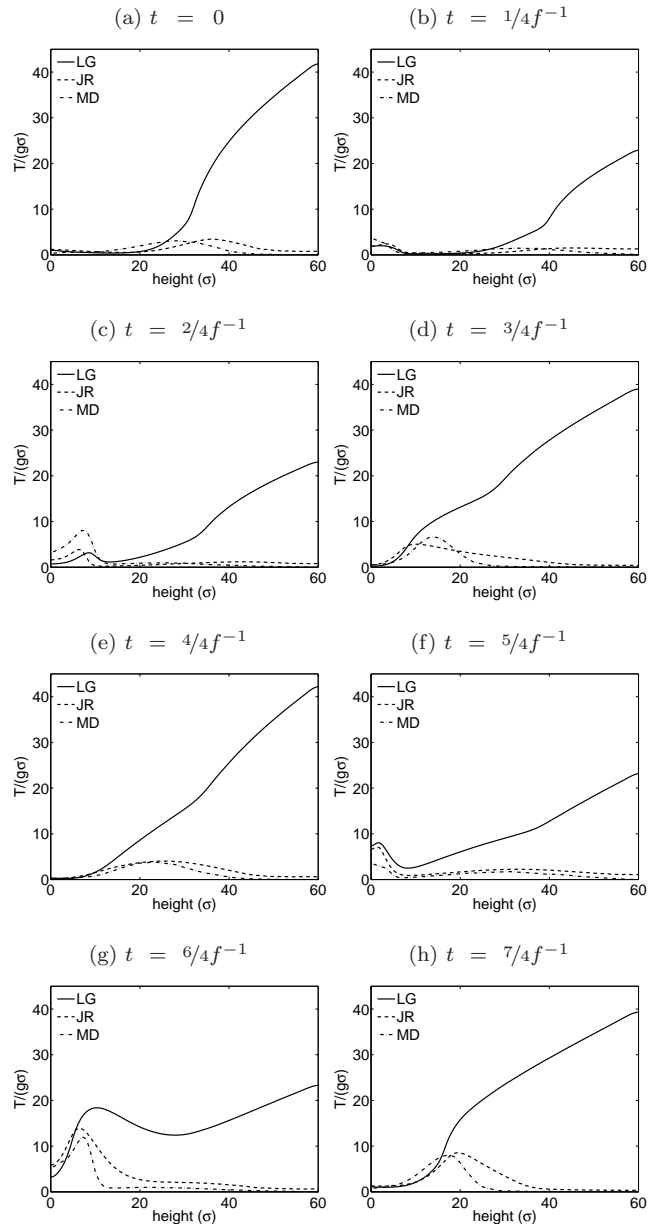 (a) t = 0
(b) t = 1/4f⁻¹
40
30
20
10
0
T/(gσ)
LG
JR
MD
0 20 40 60
height (σ)
40
30
20
10
0
T/(gσ)
LG
JR
MD
0 20 40 60
height (σ)
(c) t = 2/4f⁻¹
(d) t = 3/4f⁻¹
40
30
20
10
0
T/(gσ)
LG
JR
MD
0 20 40 60
height (σ)
40
30
20
10
0
T/(gσ)
LG
JR
MD
0 20 40 60
height (σ)
(e) t = 4/4f⁻¹
(f) t = 5/4f⁻¹
40
30
20
10
0
T/(gσ)
LG
JR
MD
0 20 40 60
height (σ)
40
30
20
10
0
T/(gσ)
LG
JR
MD
0 20 40 60
height (σ)
(g) t = 6/4f⁻¹
(h) t = 7/4f⁻¹
40
30
20
10
0
T/(gσ)
LG
JR
MD
0 20 40 60
height (σ)
40
30
20
10
0
T/(gσ)
LG
JR
MD
0 20 40 60
height (σ)